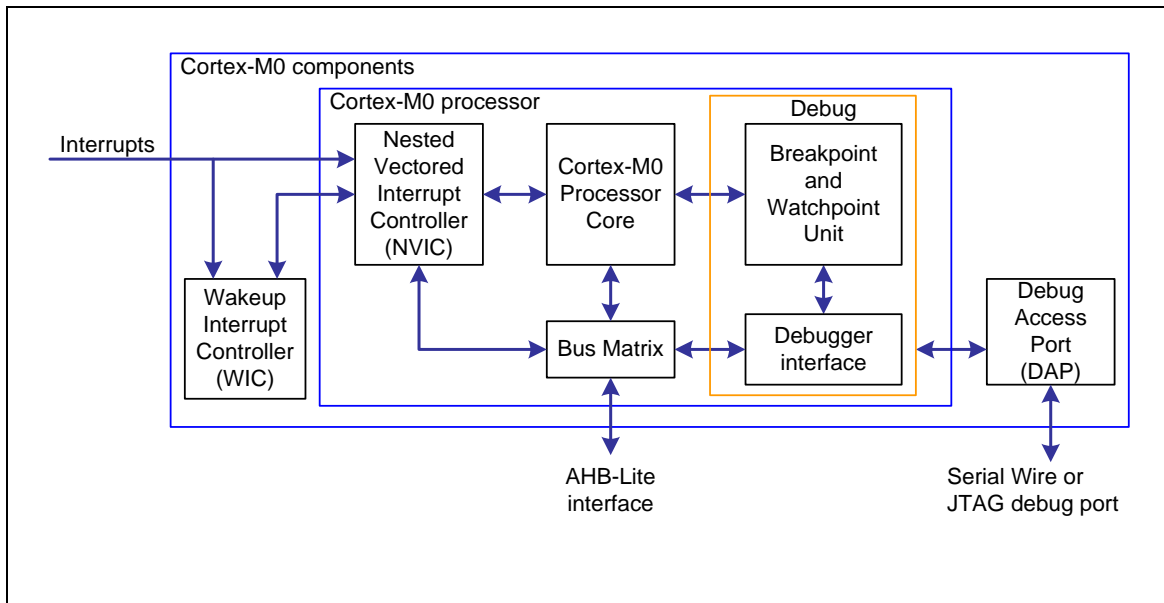 Cortex-M0 components
Cortex-M0 processor
Debug
Interrupts
Nested
Vectored
Interrupt
Controller
(NVIC)
Cortex-M0
Processor
Core
Breakpoint
and
Watchpoint
Unit
Wakeup
Interrupt
Controller
(WIC)
Bus Matrix
Debugger
interface
Debug
Access
Port
(DAP)
AHB-Lite
interface
Serial Wire or
JTAG debug port